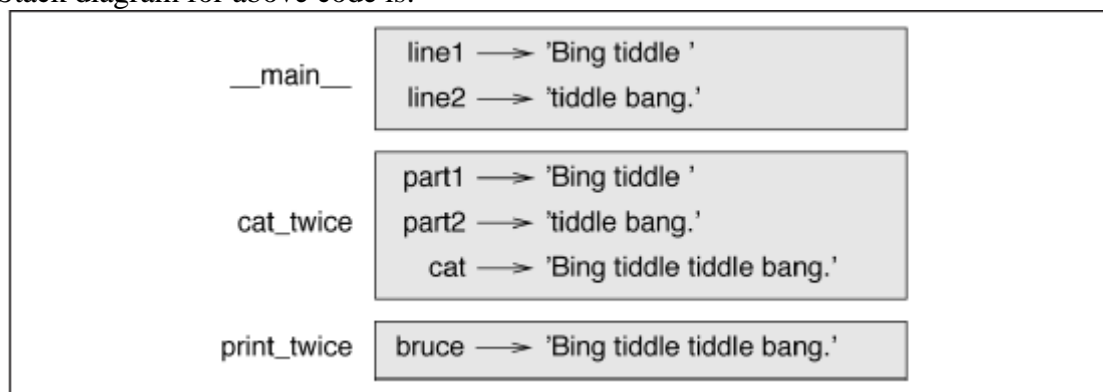 Stack diagram for above code is:
__main__
line1 → 'Bing tiddle '
line2 → 'tiddle bang.'
cat_twice
part1 → 'Bing tiddle '
part2 → 'tiddle bang.'
cat → 'Bing tiddle tiddle bang.'
print_twice
bruce → 'Bing tiddle tiddle bang.'